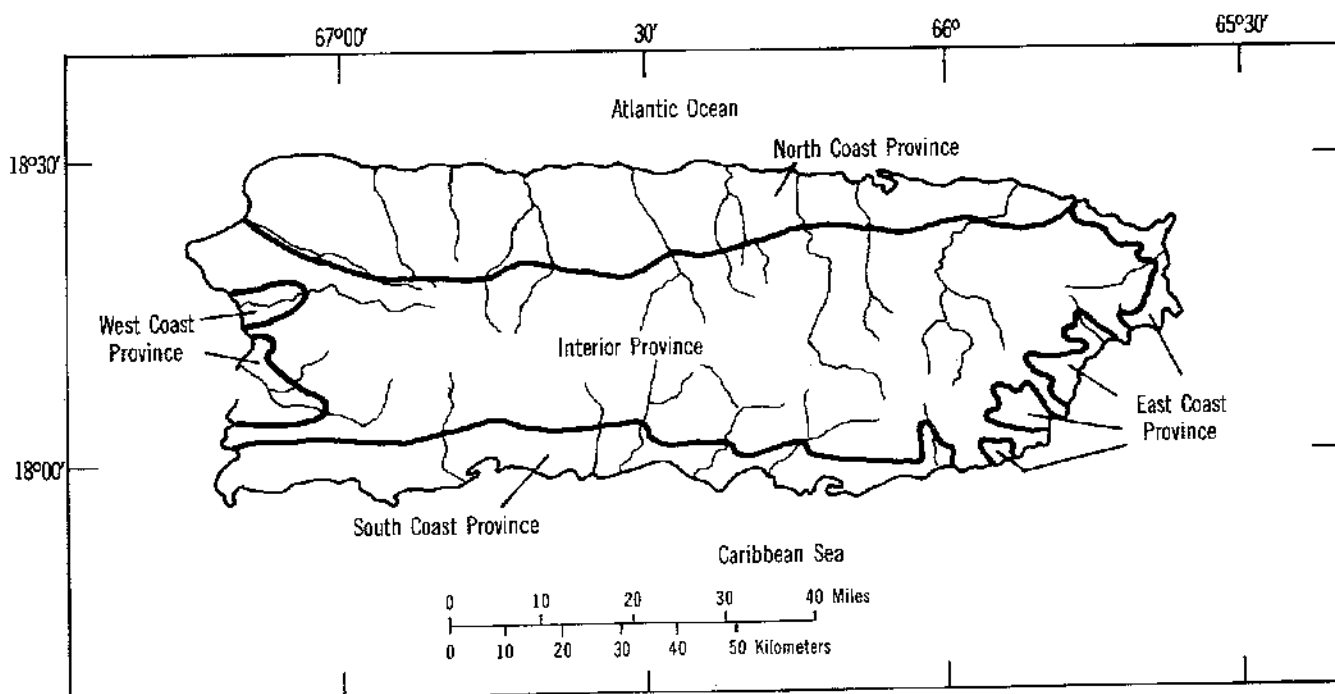 67°00′ 30′ 66° 65°30′
Atlantic Ocean
18°30′
North Coast Province
West Coast
Province
Interior Province
East Coast
Province
18°00′
South Coast Province
Caribbean Sea
0 10 20 30 40 Miles
0 10 20 30 40 50 Kilometers